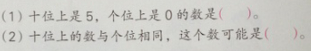 (1)十位上是5，个位上是0的数是(　　)。
(2)十位上的数与个位相同，这个数可能是(　　)。